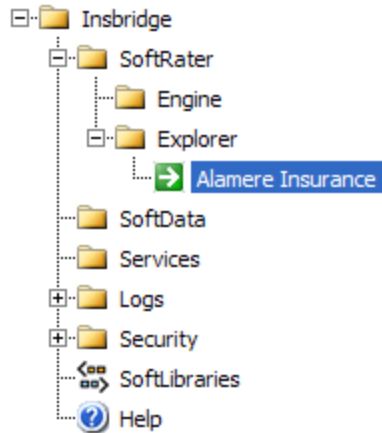 Insbridge
SoftRater
Engine
Explorer
Alamere Insurance
SoftData
Services
Logs
Security
SoftLibraries
Help